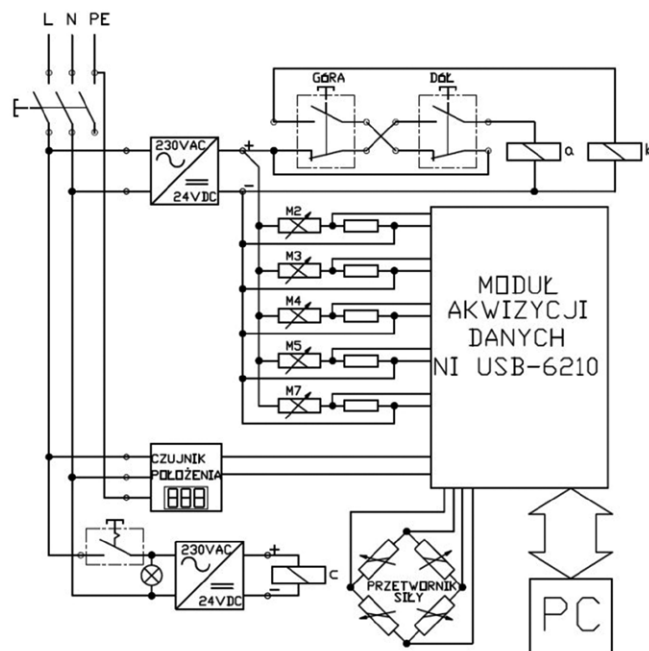 L N PE
GÓRA
DÓŁ
230VAC
24VDC
+
-
a
b
M2
M3
M4
M5
M7
MODUŁ
AKWIZYCJI
DANYCH
NI USB-6210
CZUJNIK
POŁOŻENIA
888
230VAC
24VDC
+
-
c
PRZETWORNIK
SIŁY
PC